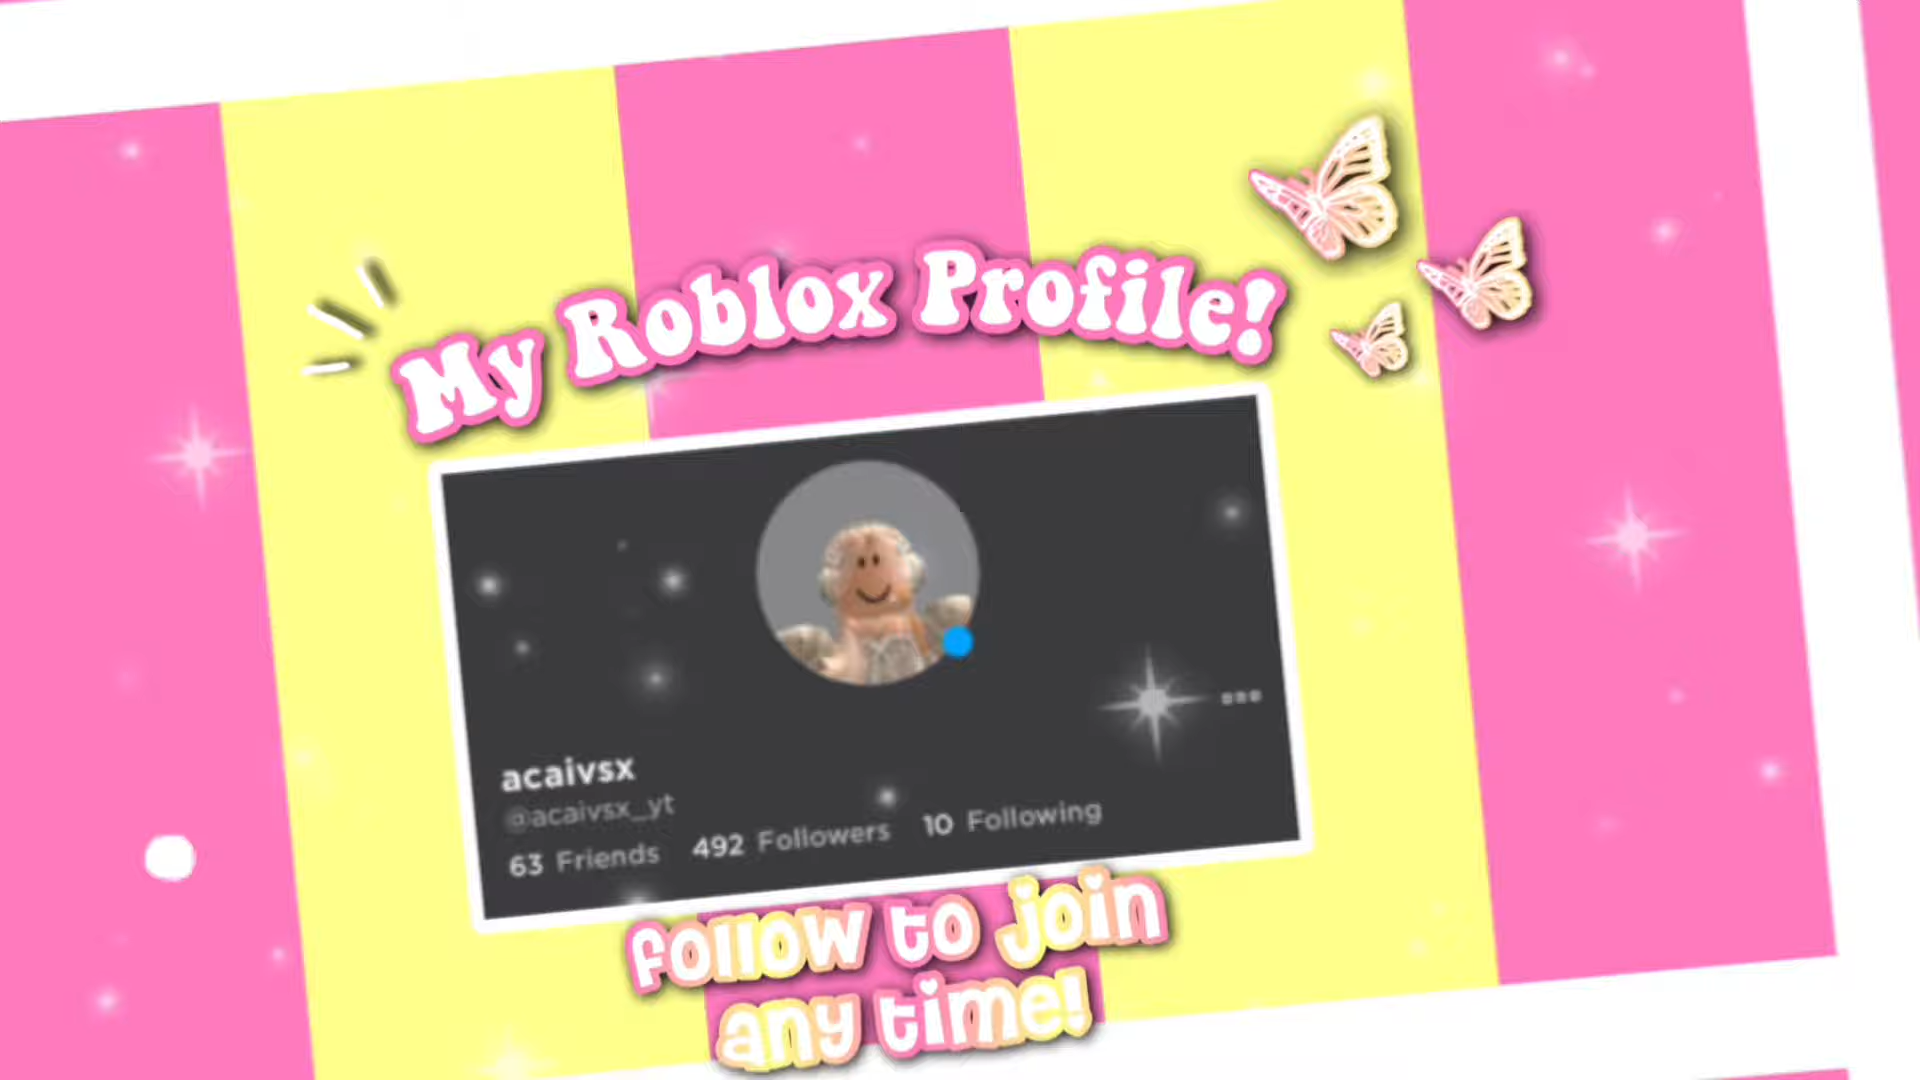 My Roblox Profile!
acaivsx
@acaivsx_yt
63 Friends 492 Followers 10 Following
follow to join
any time!